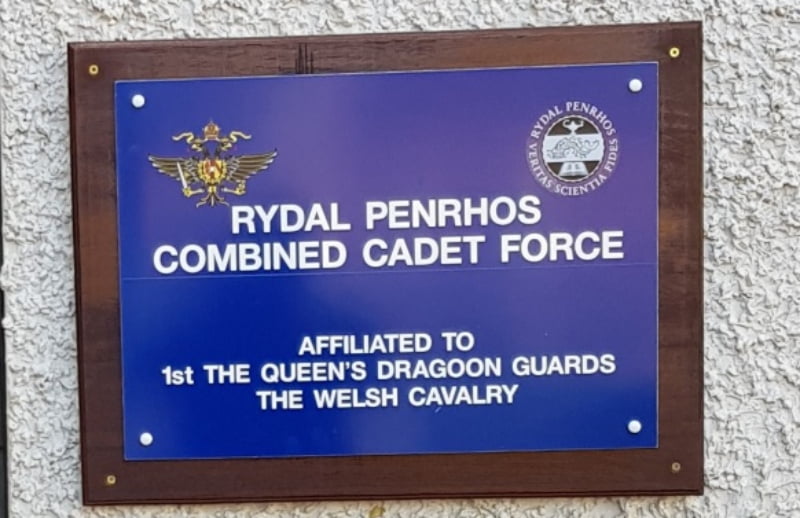 RYDAL PENRHOS
VERITAS SCIENTIA FIDES
RYDAL PENRHOS
COMBINED CADET FORCE
AFFILIATED TO
1st THE QUEEN'S DRAGOON GUARDS
THE WELSH CAVALRY